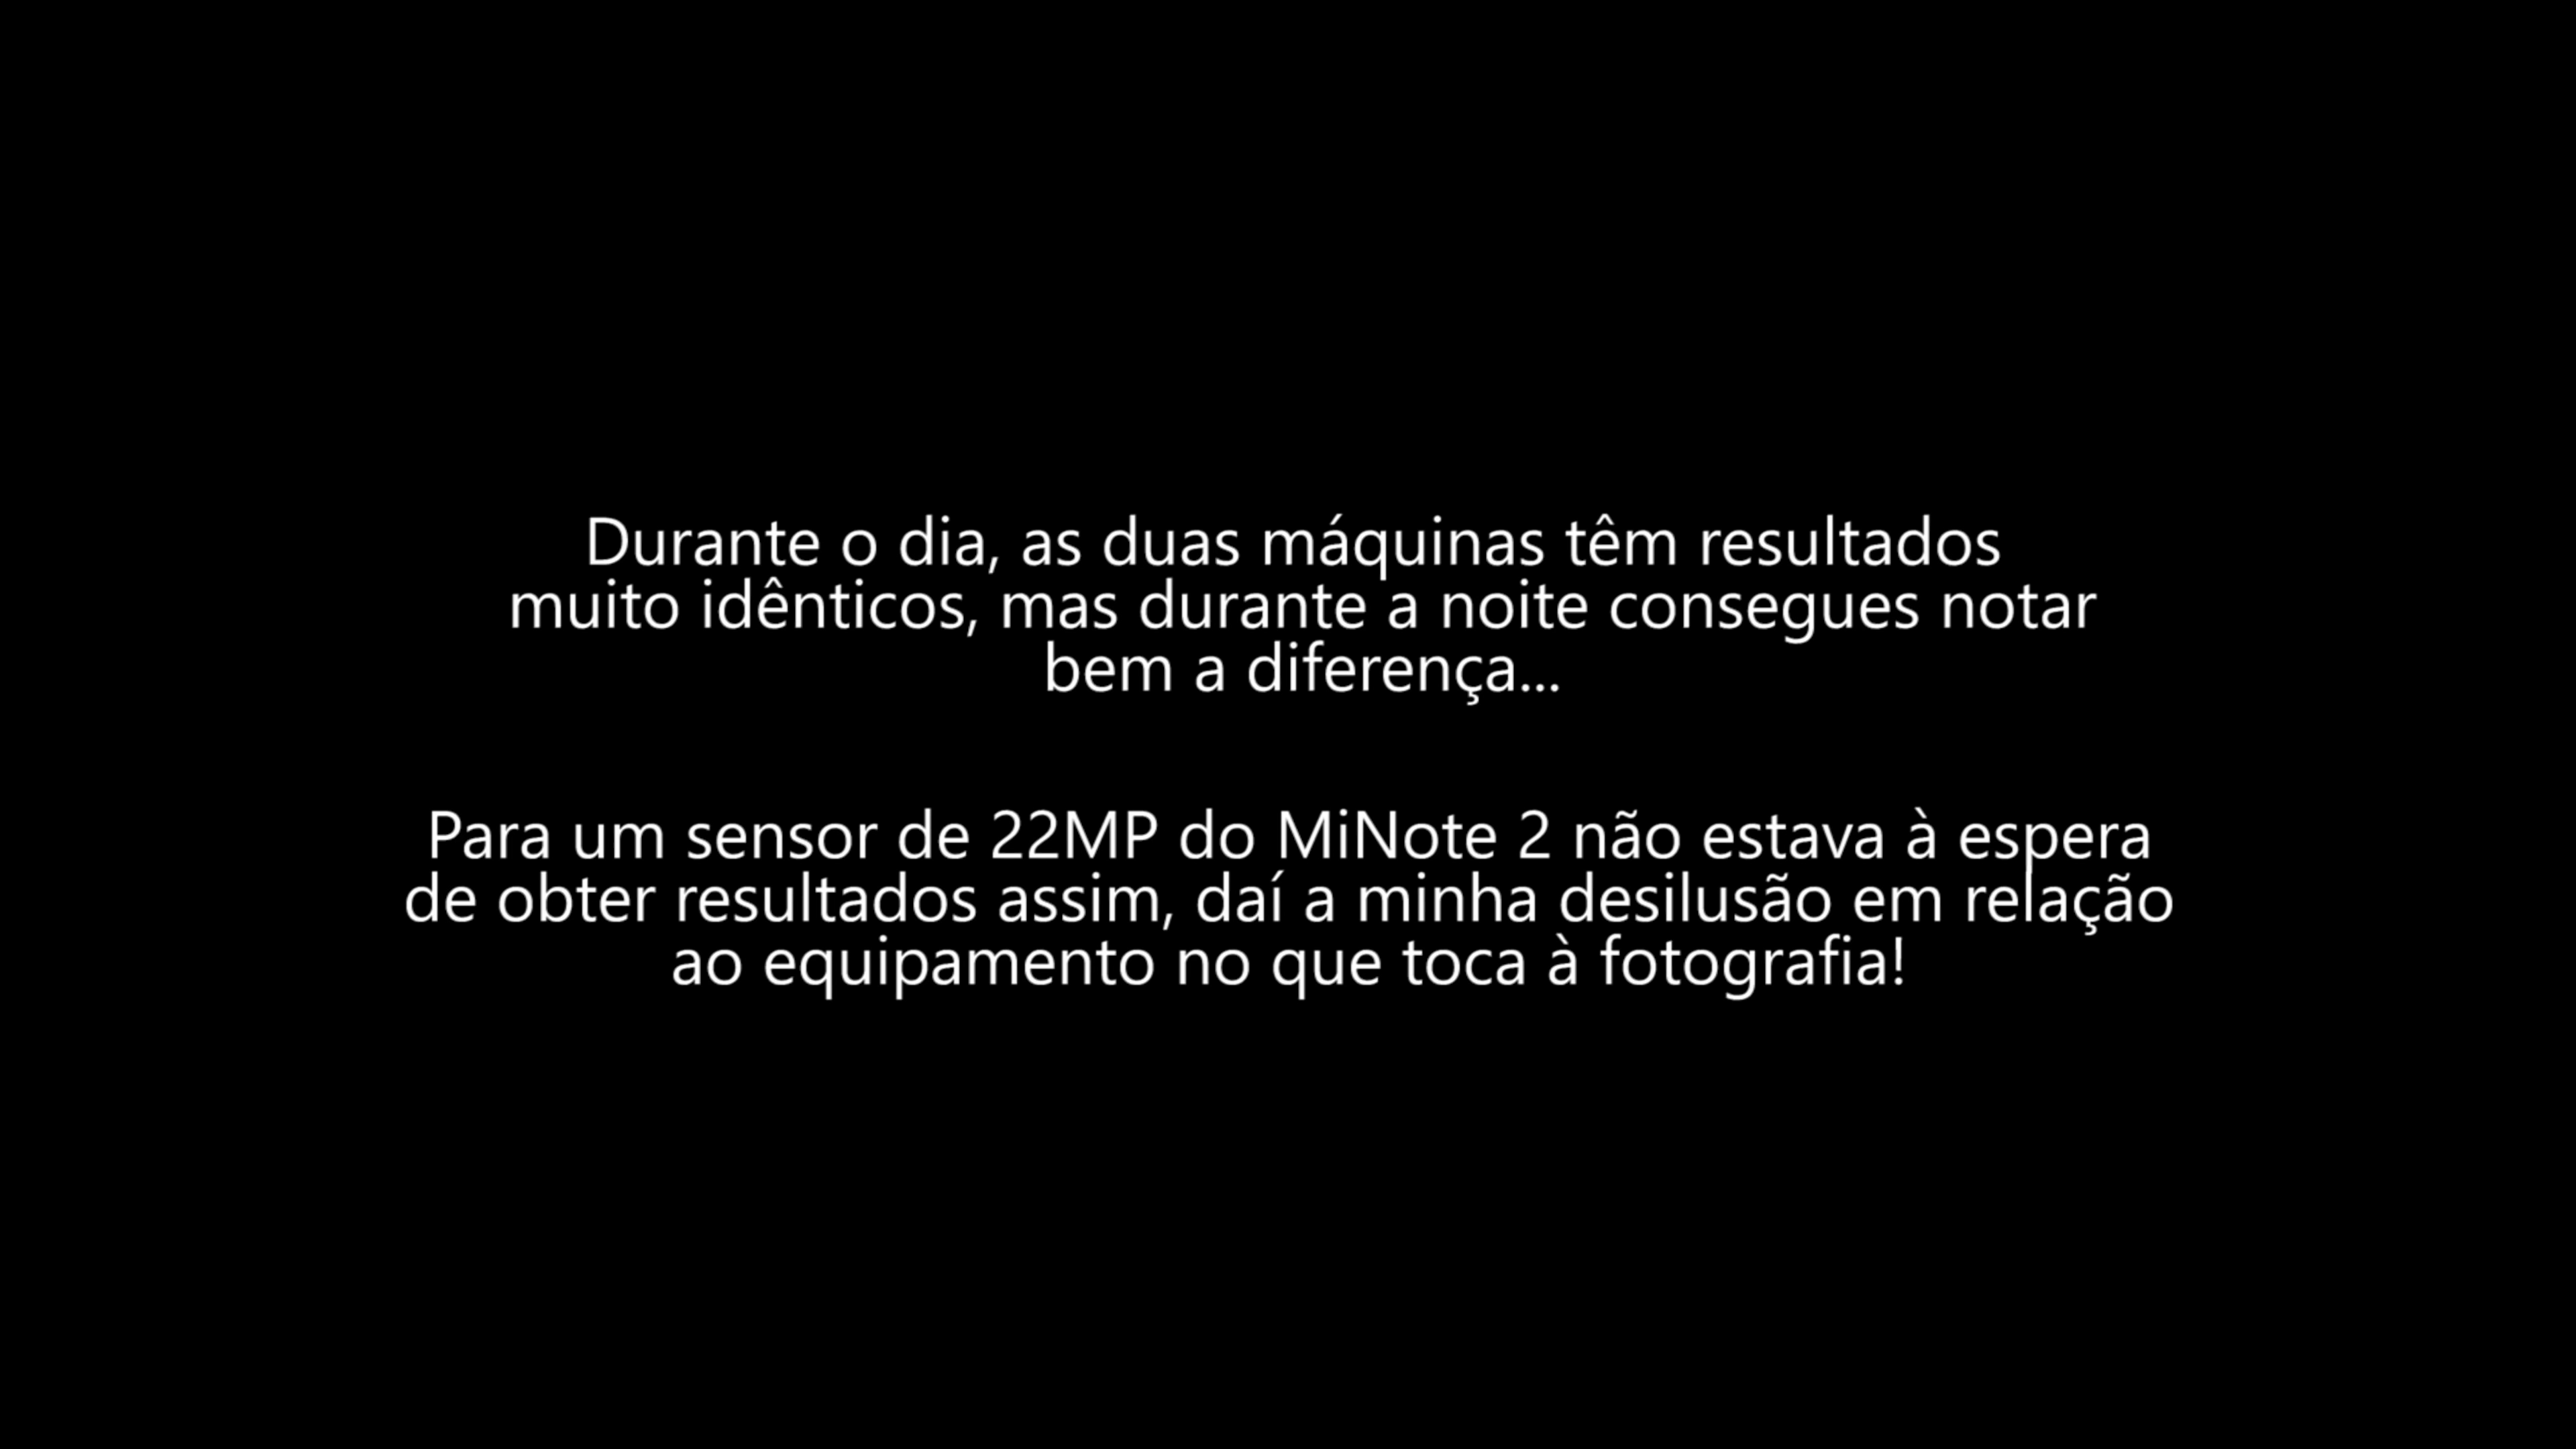 Durante o dia, as duas máquinas têm resultados
muito idênticos, mas durante a noite consegues notar
bem a diferença...
Para um sensor de 22MP do MiNote 2 não estava à espera
de obter resultados assim, daí a minha desilusão em relação
ao equipamento no que toca à fotografia!